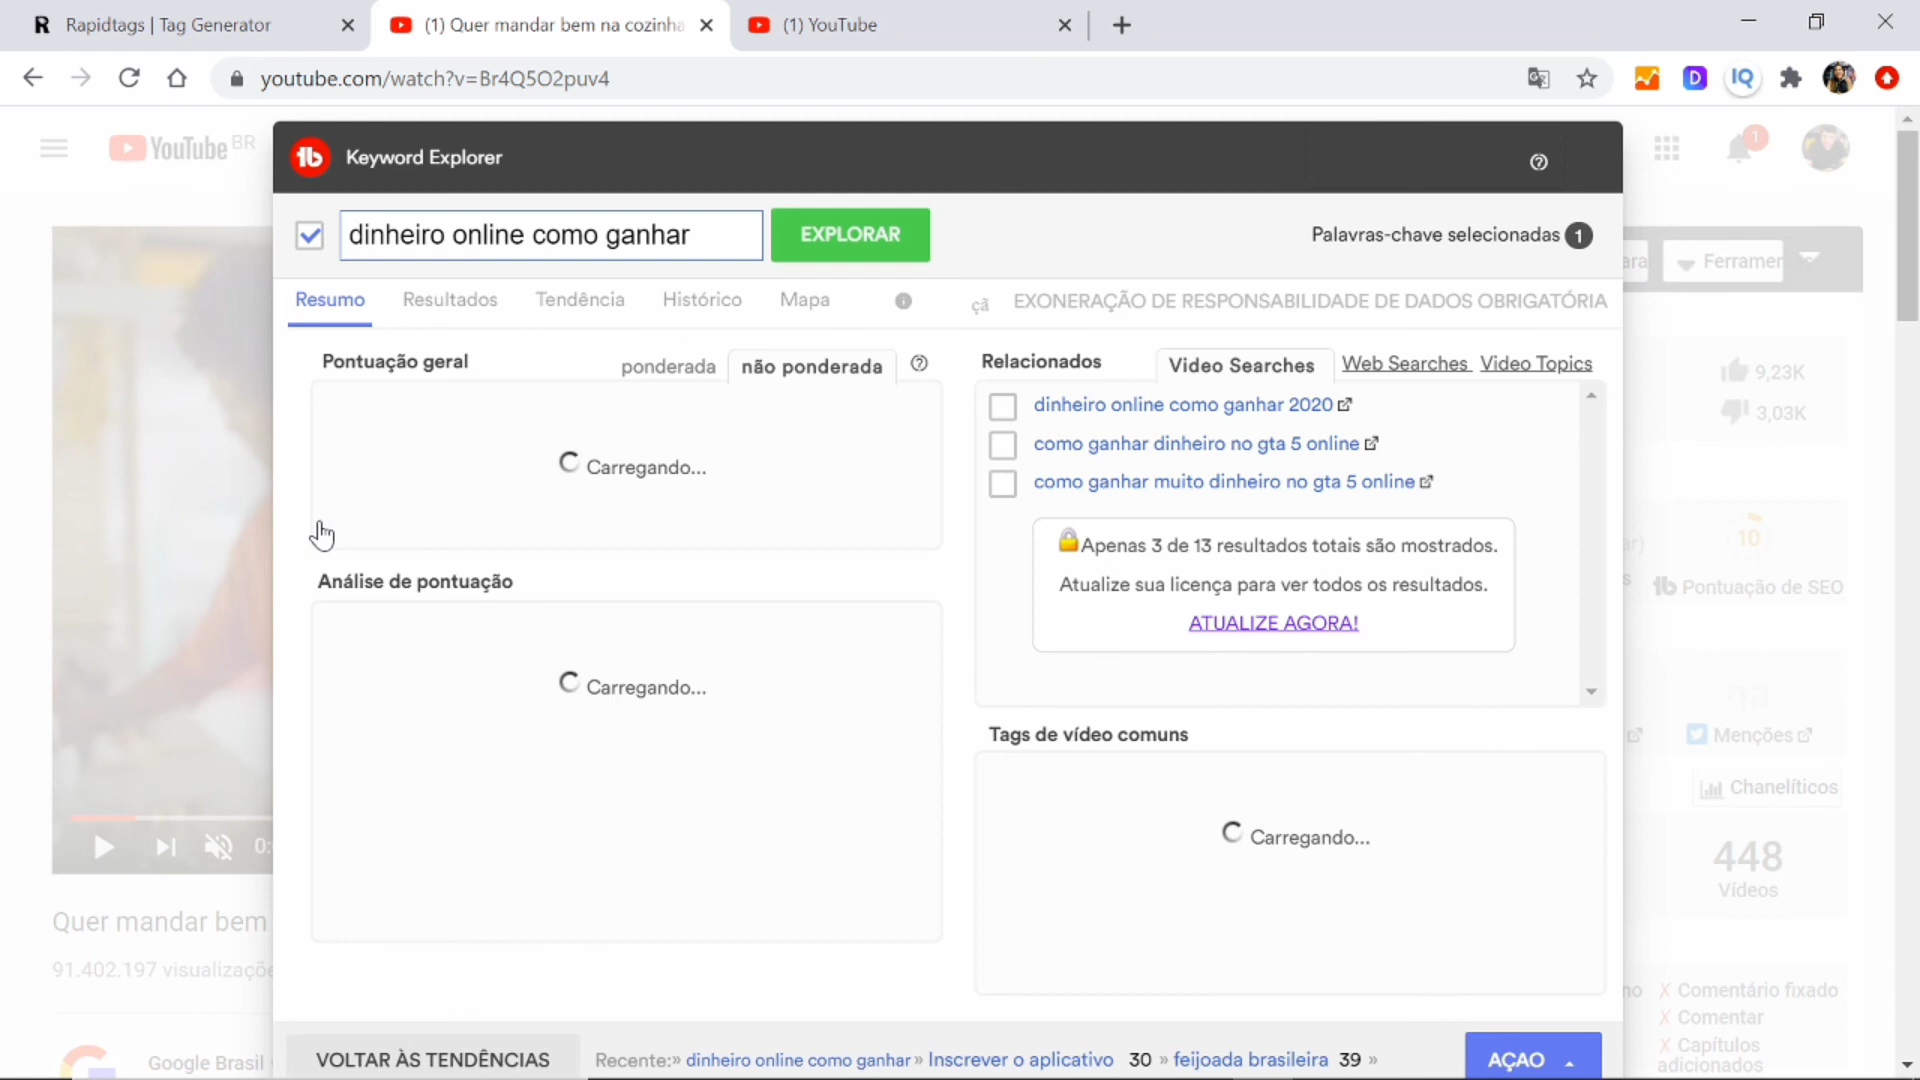 Rapidtags | Tag Generator
(1) Quer mandar bem na cozinha
(1) YouTube
youtube.com/watch?v=Br4Q5O2puv4
IQ
YouTube BR
Keyword Explorer
1
dinheiro online como ganhar
EXPLORAR
Palavras-chave selecionadas 1
Ferramen
Resumo
Resultados
Tendência
Histórico
Mapa
çã
EXONERAÇÃO DE RESPONSABILIDADE DE DADOS OBRIGATÓRIA
Pontuação geral
ponderada
não ponderada
Relacionados
Video Searches
Web Searches
Video Topics
9,23K
3,03K
dinheiro online como ganhar 2020
como ganhar dinheiro no gta 5 online
como ganhar muito dinheiro no gta 5 online
Carregando...
Apenas 3 de 13 resultados totais são mostrados.
Atualize sua licença para ver todos os resultados.
ATUALIZE AGORA!
10
Pontuação de SEO
Análise de pontuação
Carregando...
Tags de vídeo comuns
Menções
Chanelíticos
Carregando...
448
Vídeos
Quer mandar bem
91.402.197 visualizaçõe
Comentário fixado
Comentar
Capítulos
adicionados
Google Brasil
VOLTAR ÀS TENDÊNCIAS
Recente:» dinheiro online como ganhar » Inscrever o aplicativo 30 » feijoada brasileira 39 »
AÇAO